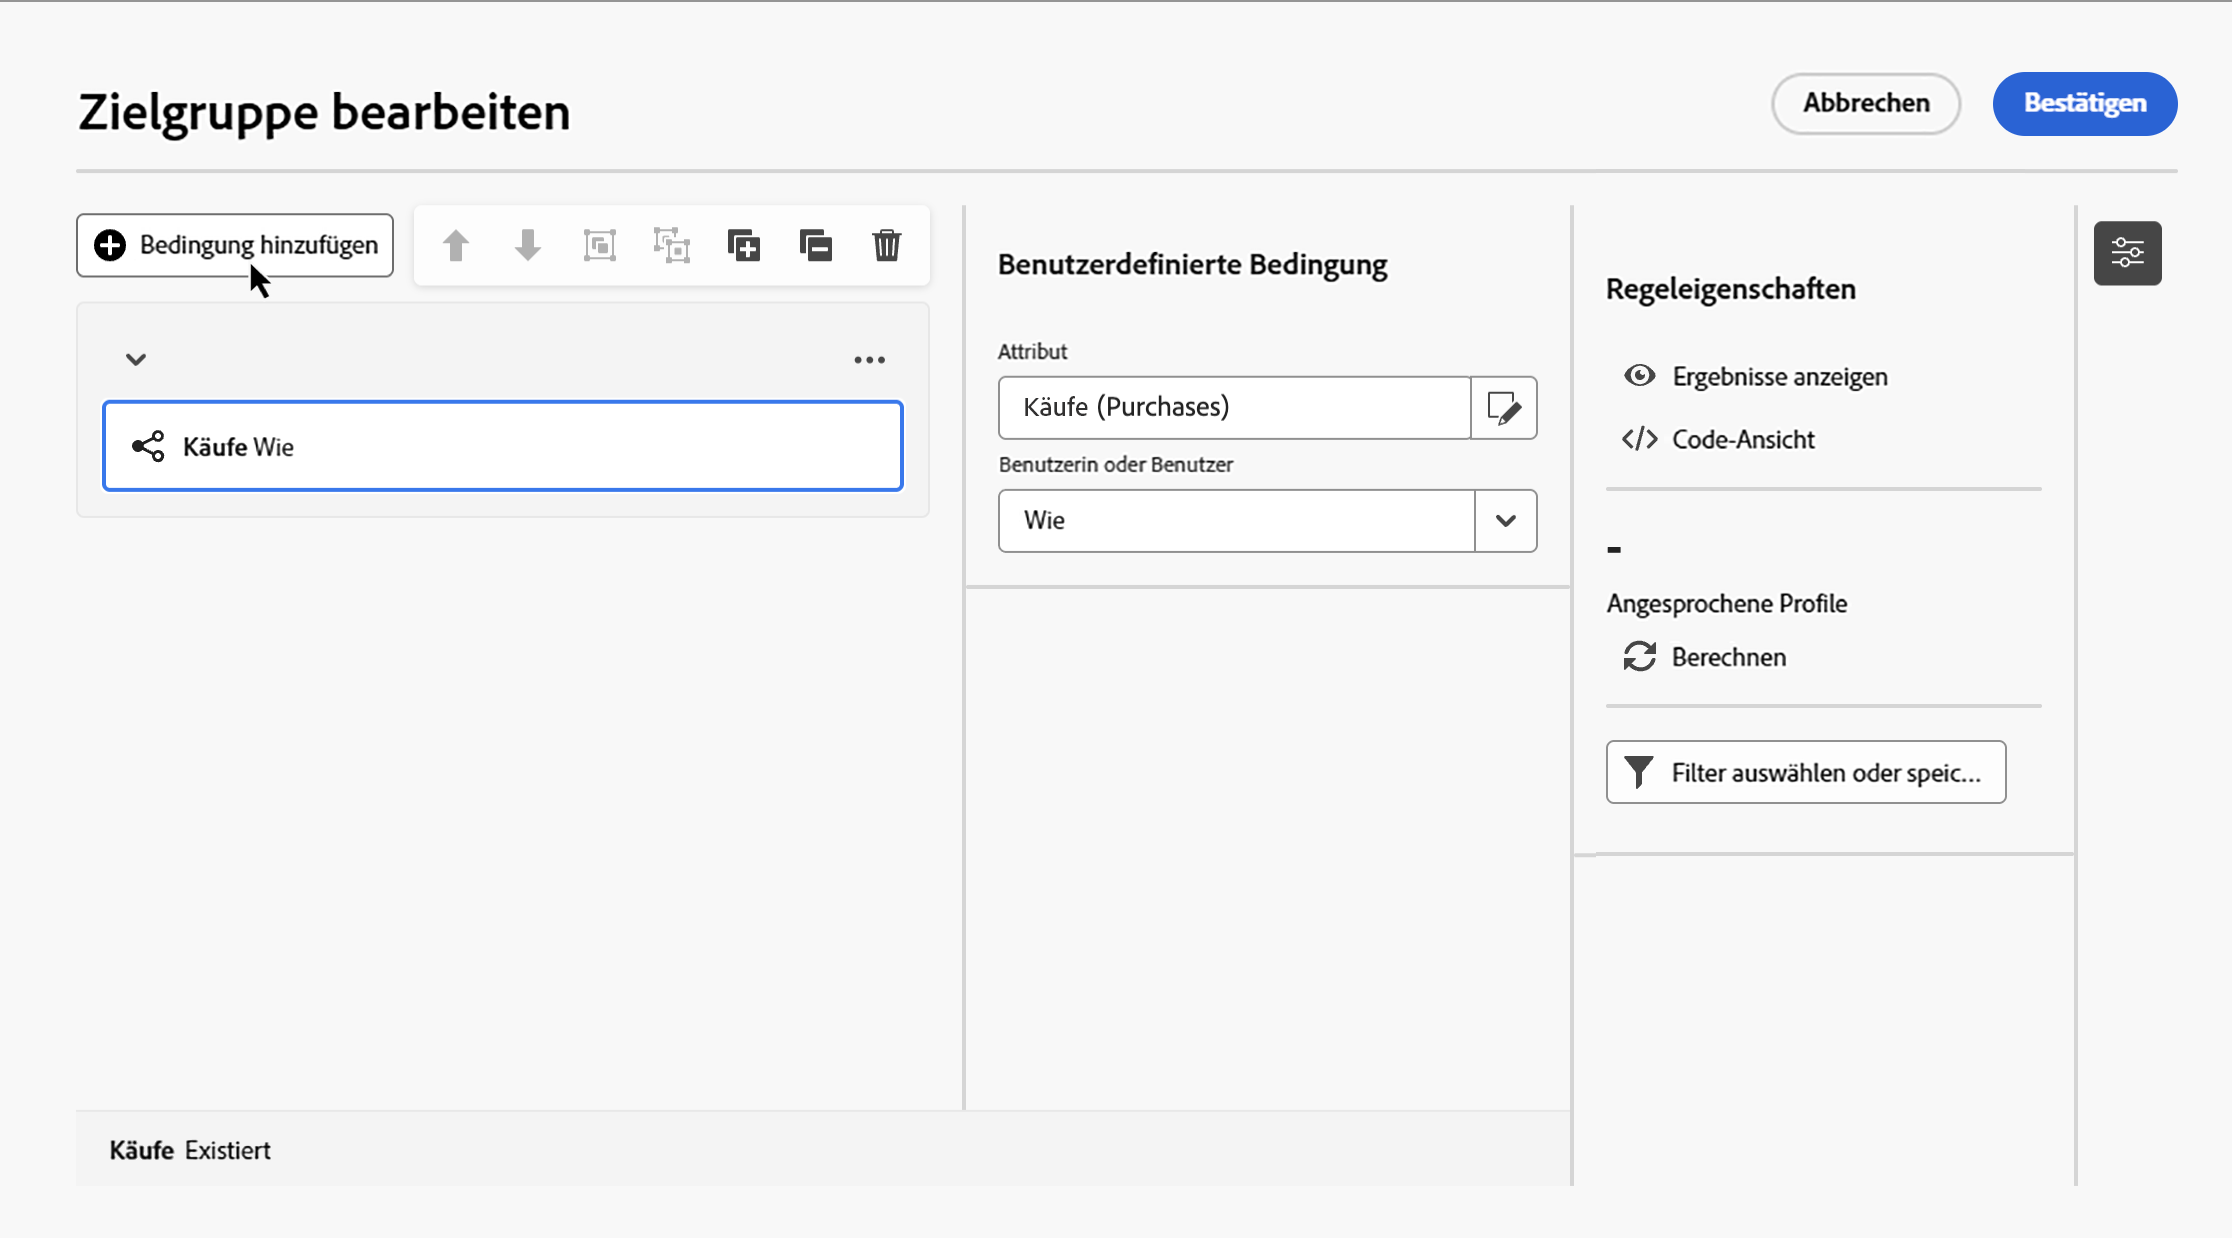 Zielgruppe bearbeiten
Abbrechen
Bestätigen
Bedingung hinzufügen
Käufe Wie
Benutzerdefinierte Bedingung
Attribut
Käufe (Purchases)
Benutzerin oder Benutzer
Wie
Regeleigenschaften
Ergebnisse anzeigen
Code-Ansicht
-
Angesprochene Profile
Berechnen
Filter auswählen oder speic...
Käufe Existiert